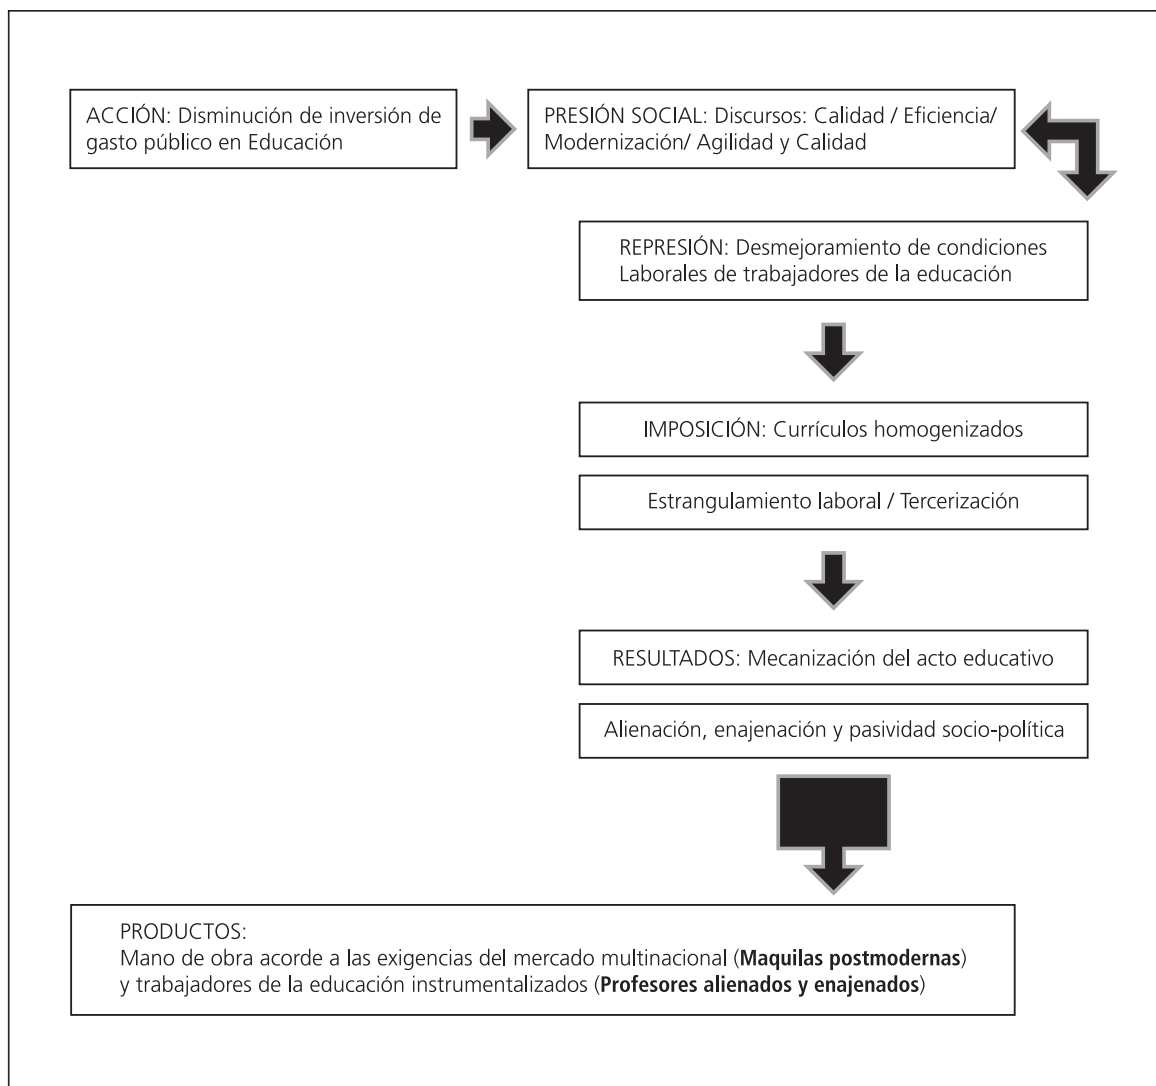 ACCIÓN: Disminución de inversión de
gasto público en Educación
PRESIÓN SOCIAL: Discursos: Calidad / Eficiencia/
Modernización/ Agilidad y Calidad
REPRESIÓN: Desmejoramiento de condiciones
Laborales de trabajadores de la educación
IMPOSICIÓN: Currículos homogenizados
Estrangulamiento laboral / Tercerización
RESULTADOS: Mecanización del acto educativo
Alienación, enajenación y pasividad socio-política
PRODUCTOS:
Mano de obra acorde a las exigencias del mercado multinacional (Maquilas postmodernas)
y trabajadores de la educación instrumentalizados (Profesores alienados y enajenados)